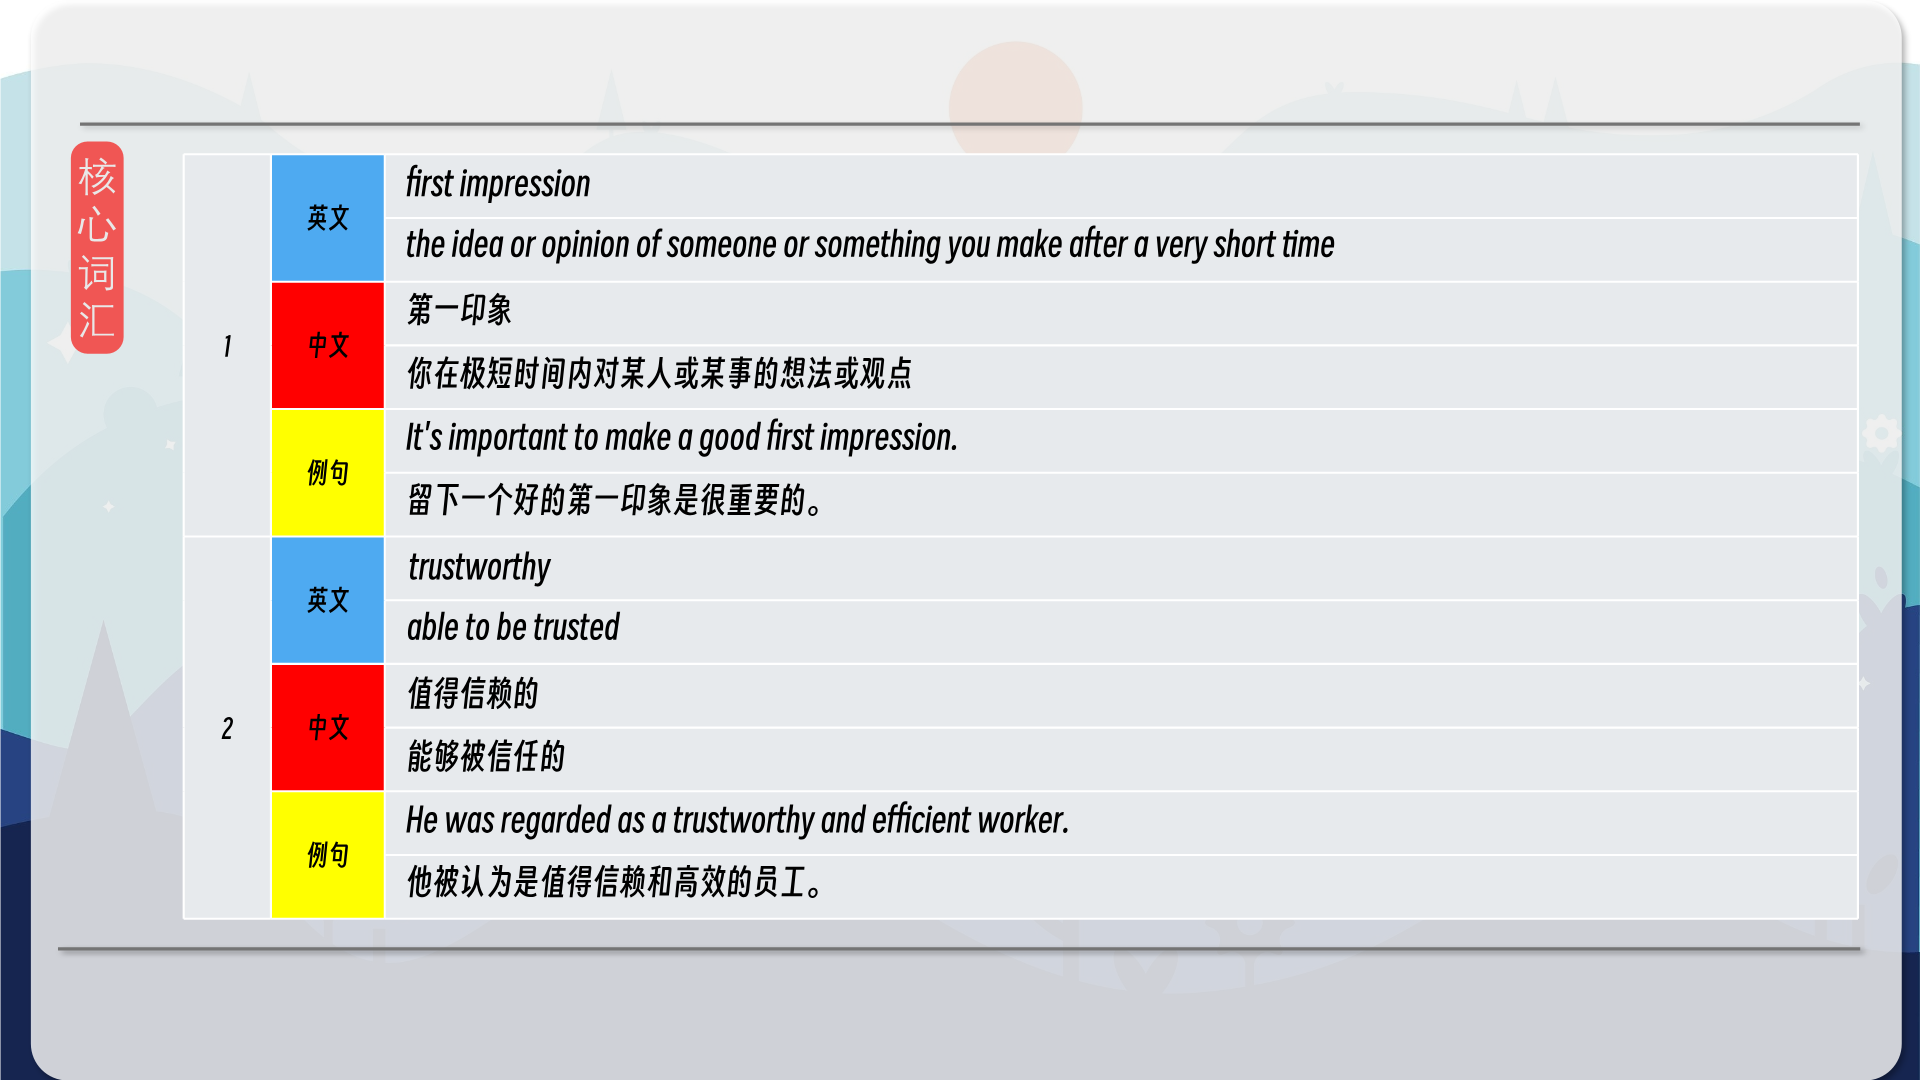 核心词汇
1
英文
first impression
the idea or opinion of someone or something you make after a very short time
中文
第一印象
你在极短时间内对某人或某事的想法或观点
例句
It's important to make a good first impression.
留下一个好的第一印象是很重要的。
2
英文
trustworthy
able to be trusted
中文
值得信赖的
能够被信任的
例句
He was regarded as a trustworthy and efficient worker.
他被认为是值得信赖和高效的员工。